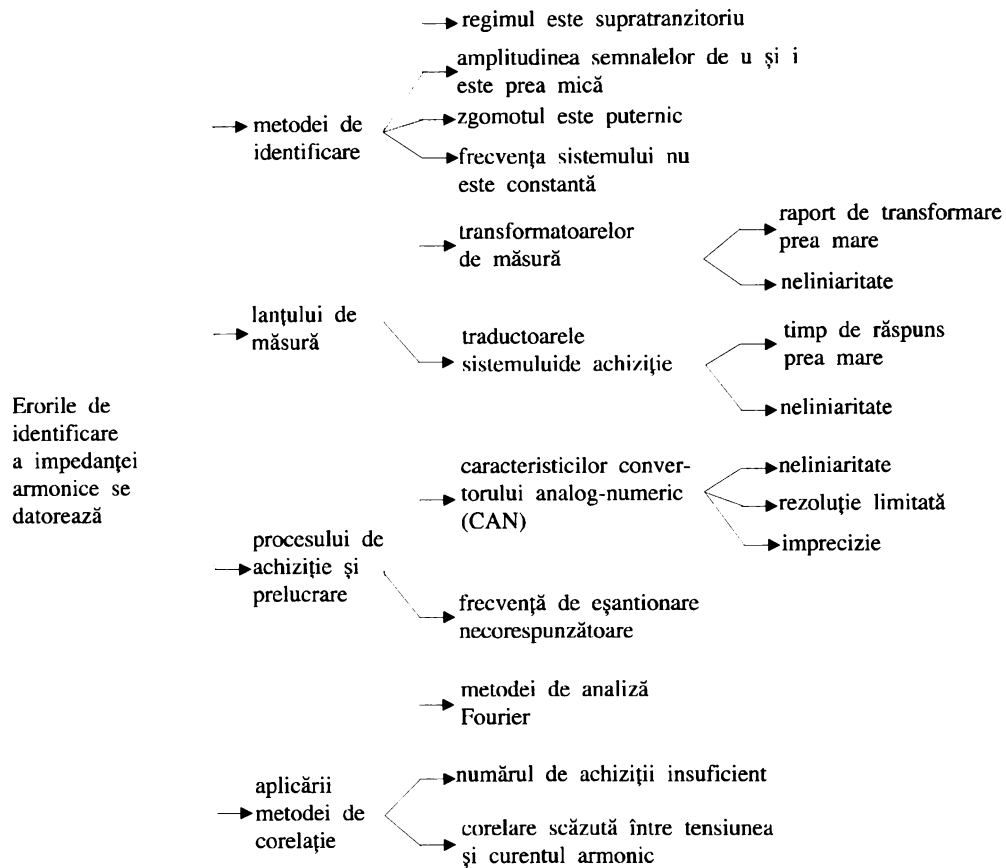 Erorile de
identificare
a impedanței
armonice se
datorează
metodei de
identificare
regimul este supratranzitoriu
amplitudinea semnalelor de u și i
este prea mică
zgomotul este puternic
frecvența sistemului nu
este constantă
lanțului de
măsură
transformatoarelor
de măsură
raport de transformare
prea mare
neliniaritate
traductoarele
sistemuluide achiziție
timp de răspuns
prea mare
neliniaritate
procesului de
achiziție și
prelucrare
caracteristicilor conver-
torului analog-numeric
(CAN)
neliniaritate
rezoluție limitată
imprecizie
frecvență de eșantionare
necorespunzătoare
metodei de analiză
Fourier
aplicării
metodei de
corelație
numărul de achiziții insuficient
corelare scăzută între tensiunea
și curentul armonic